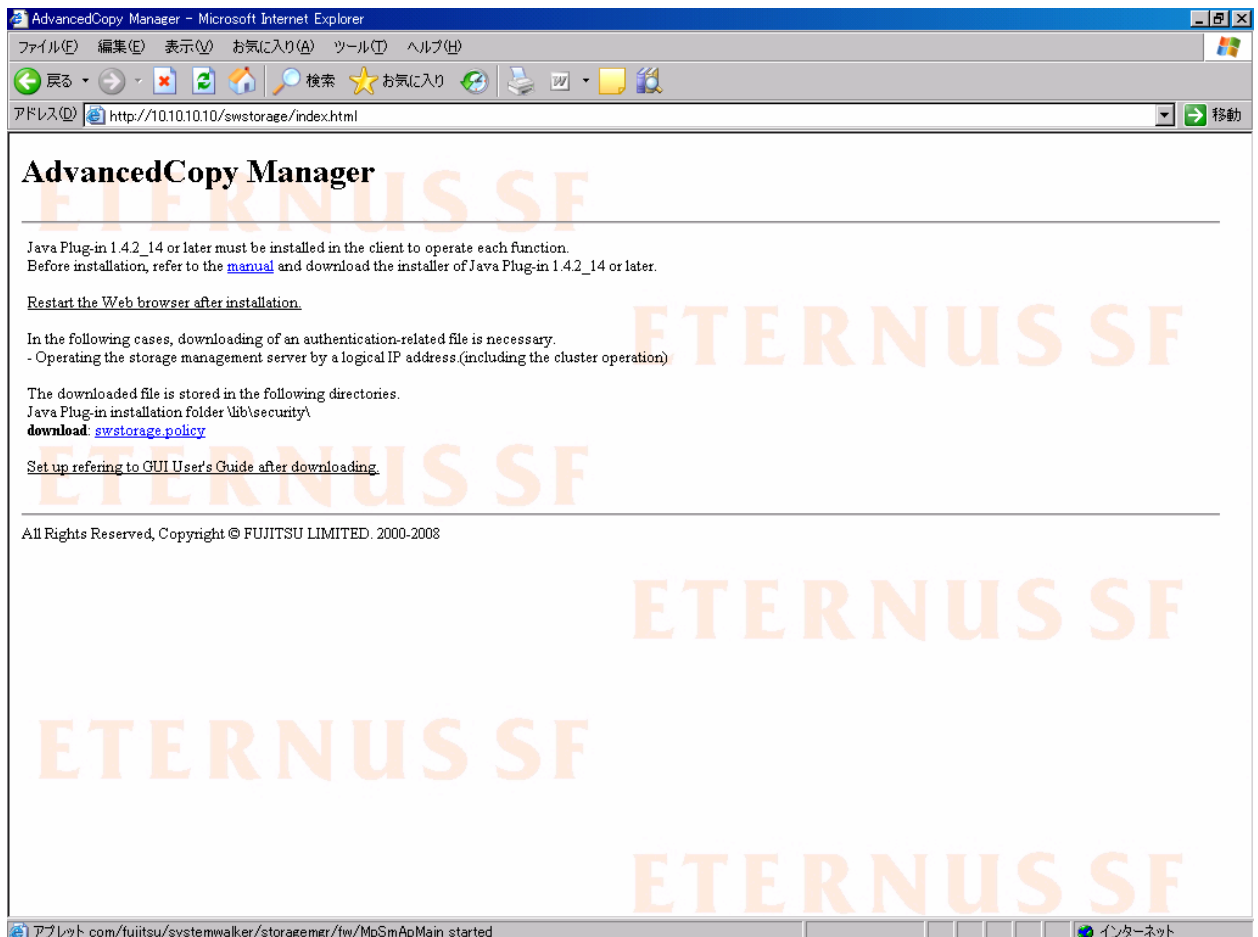 AdvancedCopy Manager - Microsoft Internet Explorer
ファイル(F) 編集(E) 表示(V) お気に入り(A) ツール(T) ヘルプ(H)
戻る 検索 お気に入り
アドレス(D) http://10.10.10.10/swstorage/index.html 移動
AdvancedCopy Manager
ETERNUS SF
Java Plug-in 1.4.2_14 or later must be installed in the client to operate each function.
Before installation, refer to the manual and download the installer of Java Plug-in 1.4.2_14 or later.
Restart the Web browser after installation.
ETERNUS SF
In the following cases, downloading of an authentication-related file is necessary.
- Operating the storage management server by a logical IP address.(including the cluster operation)
The downloaded file is stored in the following directories.
Java Plug-in installation folder \lib\security\
download: swstorage.policy
ETERNUS SF
Set up refering to GUI User's Guide after downloading.
All Rights Reserved, Copyright © FUJITSU LIMITED. 2000-2008
ETERNUS SF
ETERNUS SF
ETERNUS SF
アプレット com/fujitsu/systemwalker/storagemgr/fw/MpSmApMain started インターネット